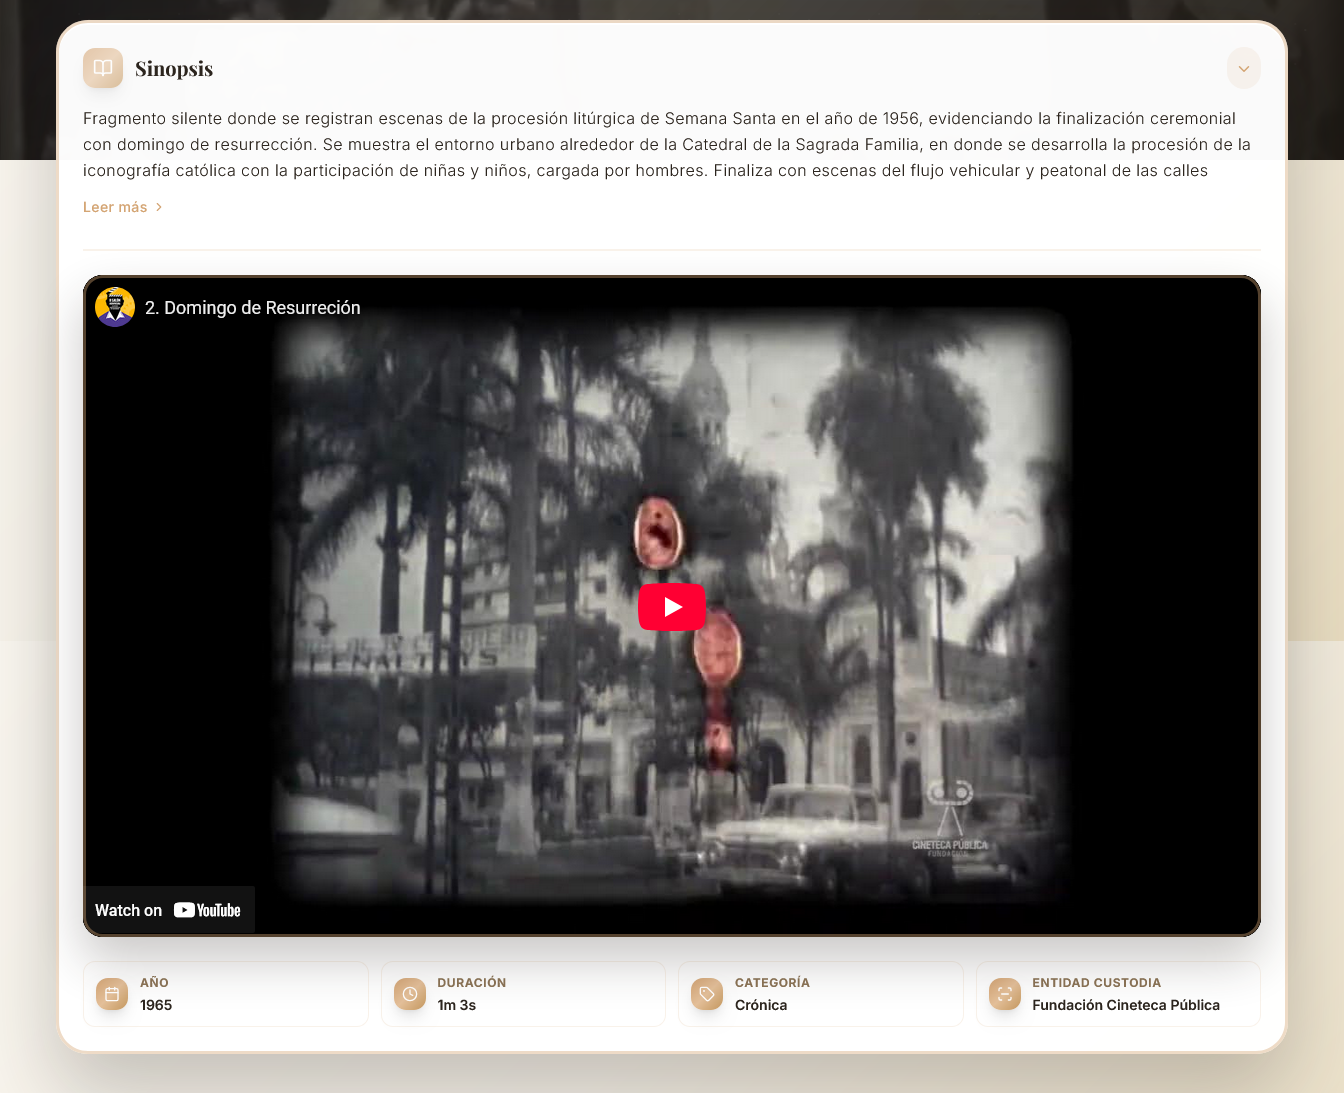 Sinopsis
Fragmento silente donde se registran escenas de la procesión litúrgica de Semana Santa en el año de 1956, evidenciando la finalización ceremonial
con domingo de resurrección. Se muestra el entorno urbano alrededor de la Catedral de la Sagrada Familia, en donde se desarrolla la procesión de la
iconografía católica con la participación de niñas y niños, cargada por hombres. Finaliza con escenas del flujo vehicular y peatonal de las calles
Leer más
2. Domingo de Resurreción
CINETECA PÚBLICA
FUNDACIÓN
Watch on YouTube
AÑO
1965
DURACIÓN
1m 3s
CATEGORÍA
Crónica
ENTIDAD CUSTODIA
Fundación Cineteca Pública